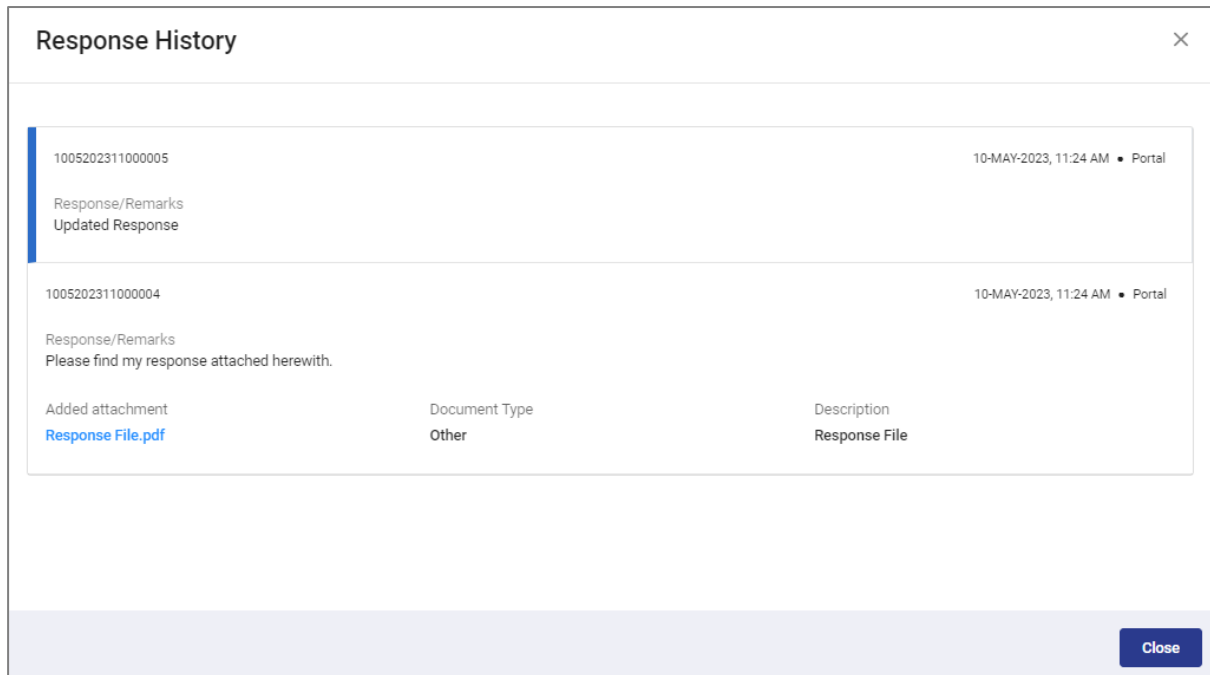 Response History
1005202311000005 10-MAY-2023, 11:24 AM • Portal
Response/Remarks
Updated Response
1005202311000004 10-MAY-2023, 11:24 AM • Portal
Response/Remarks
Please find my response attached herewith.
Added attachment Document Type Description
Response File.pdf Other Response File
Close